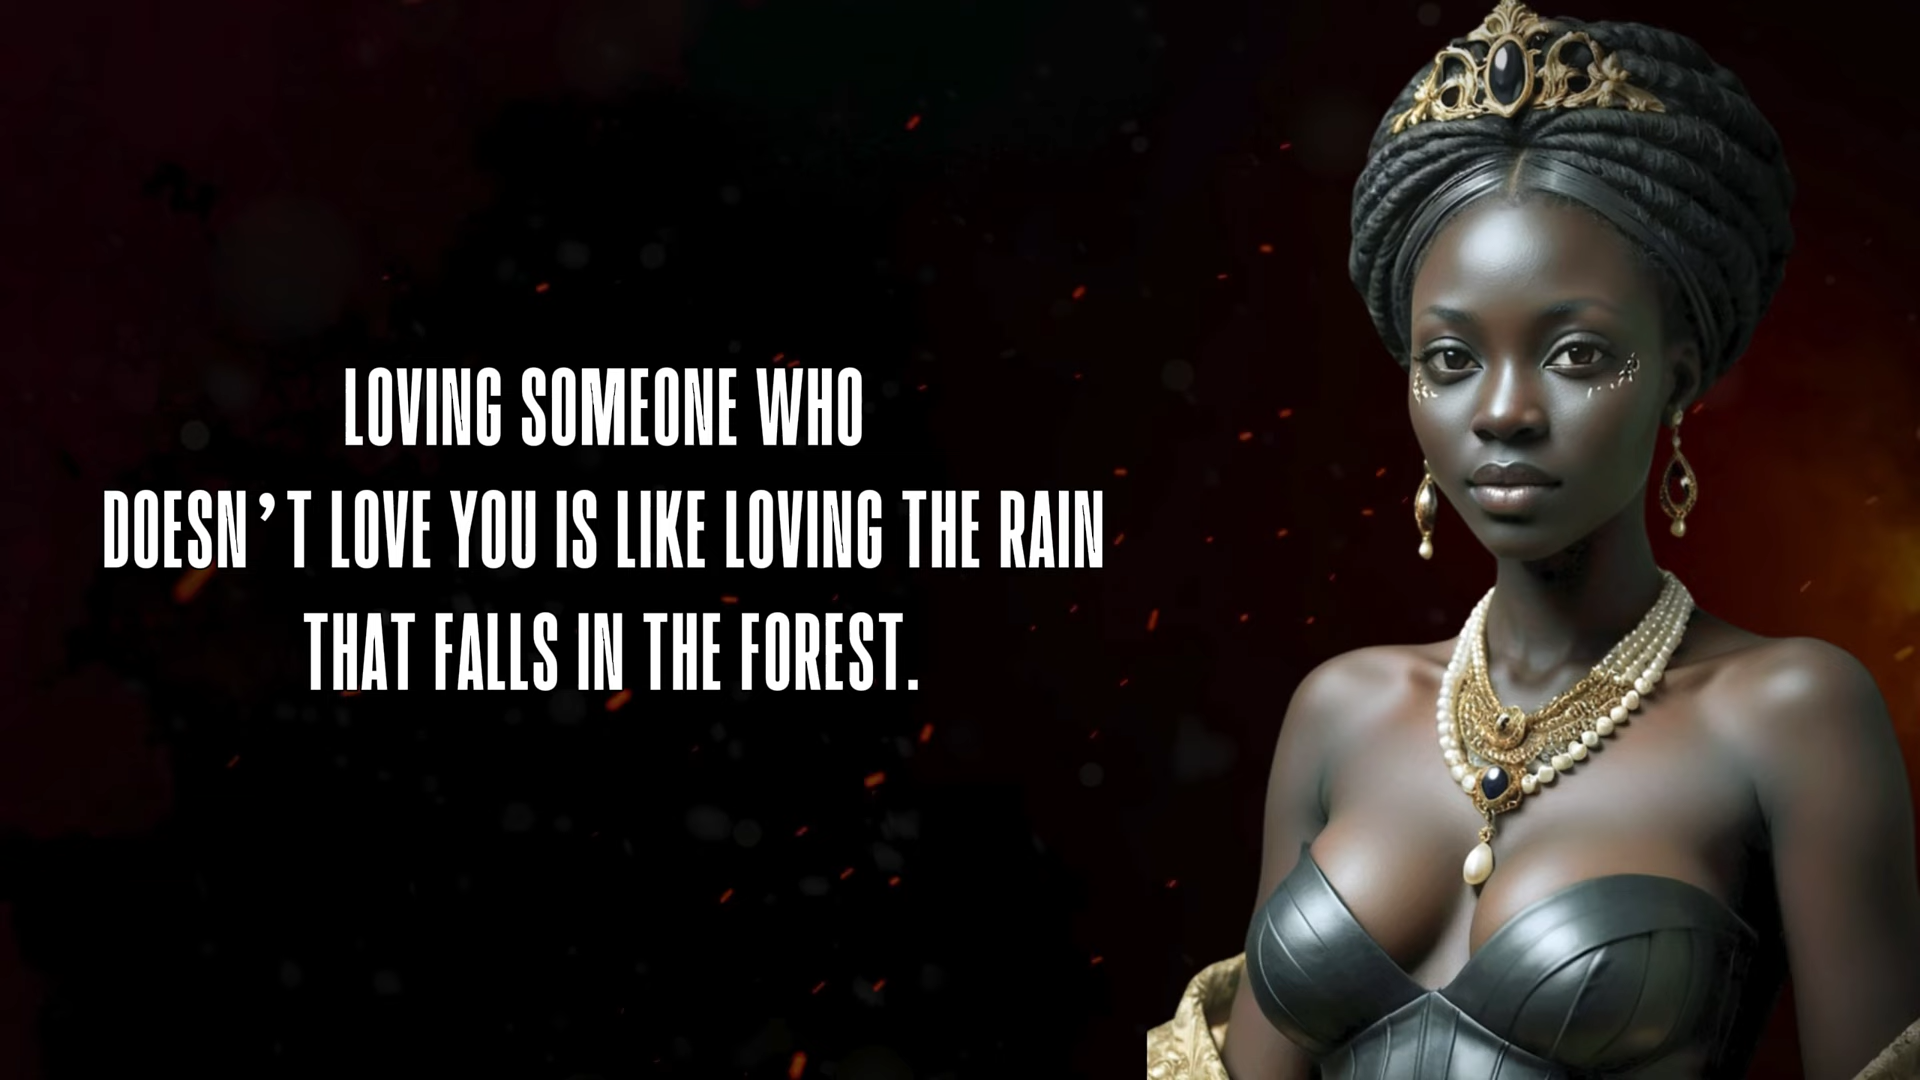 LOVING SOMEONE WHO
DOESN’T LOVE YOU IS LIKE LOVING THE RAIN
THAT FALLS IN THE FOREST.